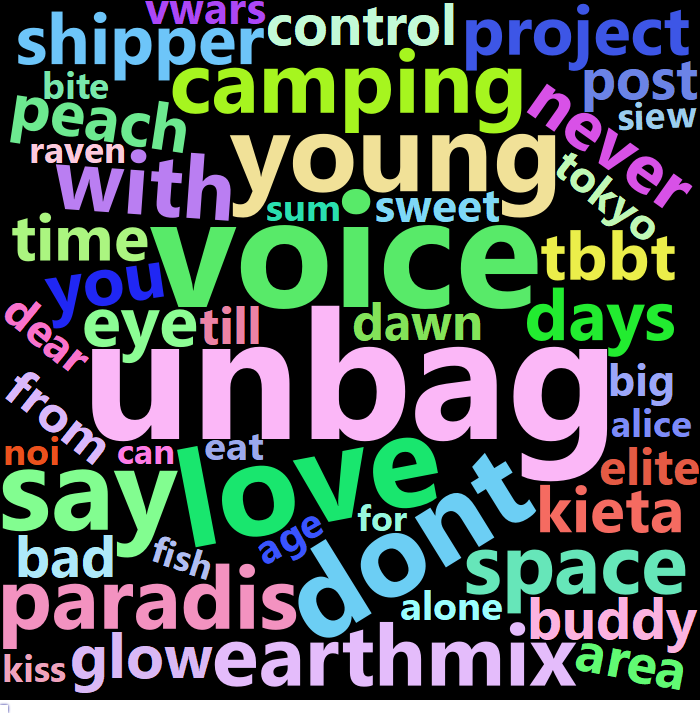 vwars
shipper
control
project
camping
post
bite
peach
siew
never
young
raven
with
tokyo
sum
sweet
time
voice
tbbt
you
eye
till
dawn
days
dear
unbag
big
from
alice
noi
can
eat
love
elite
say
dont
kieta
for
age
bad
fish
space
paradis
alone
buddy
kiss
glow
earthmix
area